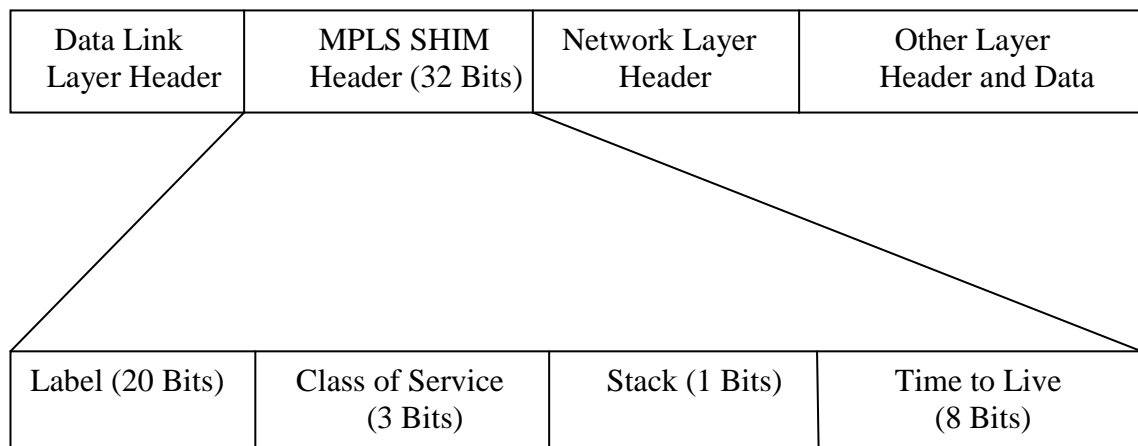 Data Link
Layer Header
MPLS SHIM
Header (32 Bits)
Network Layer
Header
Other Layer
Header and Data
Label (20 Bits)
Class of Service
(3 Bits)
Stack (1 Bits)
Time to Live
(8 Bits)